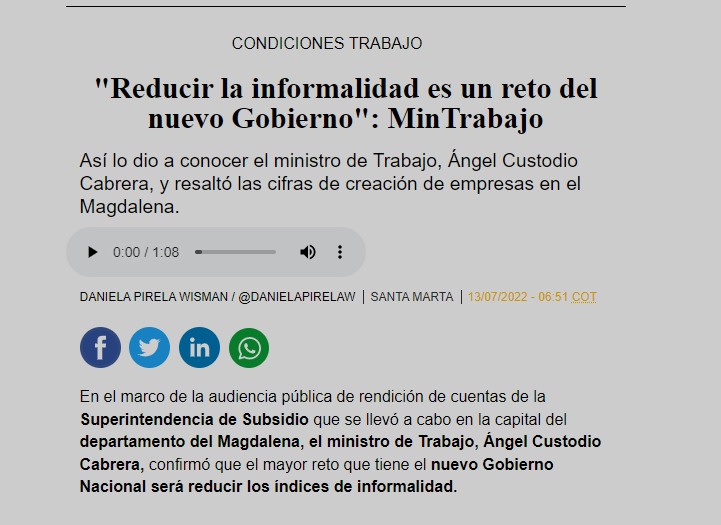 CONDICIONES TRABAJO
"Reducir la informalidad es un reto del
nuevo Gobierno": MinTrabajo
Así lo dio a conocer el ministro de Trabajo, Ángel Custodio
Cabrera, y resaltó las cifras de creación de empresas en el
Magdalena.
0:00 / 1:08
DANIELA PIRELA WISMAN / @DANIELAPIRELAW | SANTA MARTA | 13/07/2022 - 06:51 COT
f in
En el marco de la audiencia pública de rendición de cuentas de la
Superintendencia de Subsidio que se llevó a cabo en la capital del
departamento del Magdalena, el ministro de Trabajo, Ángel Custodio
Cabrera, confirmó que el mayor reto que tiene el nuevo Gobierno
Nacional será reducir los índices de informalidad.